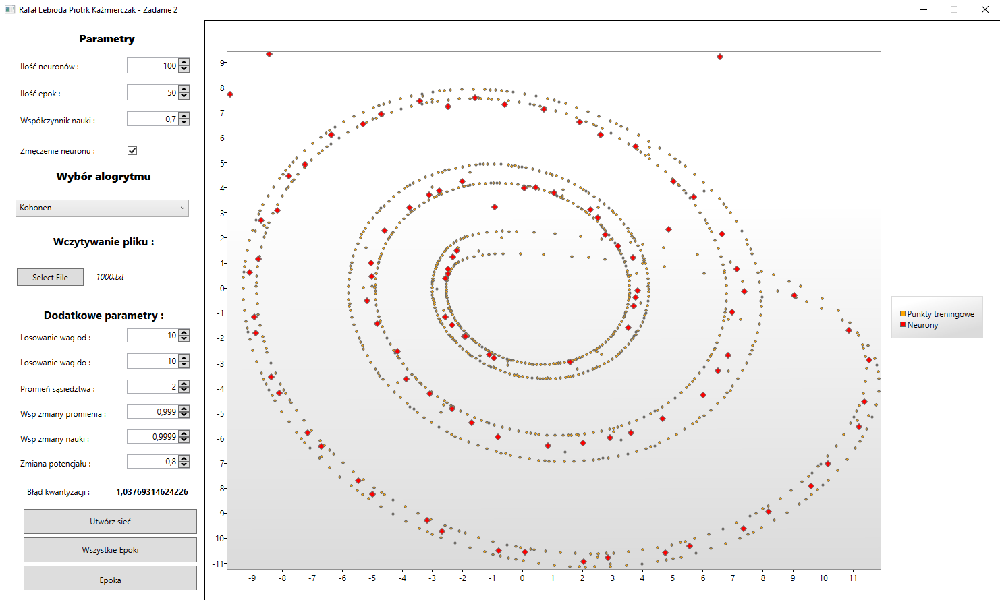 Rafał Lebioda Piotrk Kaźmierczak - Zadanie 2
Parametry
Ilość neuronów : 100
Ilość epok : 50
Współczynnik nauki : 0,7
Zmęczenie neuronu :
Wybór alogrytmu
Kohonen
Wczytywanie pliku :
Select File 1000.txt
Dodatkowe parametry :
Losowanie wag od : -10
Losowanie wag do : 10
Promień sąsiedztwa : 2
Wsp zmiany promienia : 0,999
Wsp zmiany nauki : 0,9999
Zmiana potencjału : 0,8
Błąd kwantyzacji : 1,03769314624226
Utwórz sieć
Wszystkie Epoki
Epoka
9
8
7
6
5
4
3
2
1
0
-1
-2
-3
-4
-5
-6
-7
-8
-9
-10
-11
-9 -8 -7 -6 -5 -4 -3 -2 -1 0 1 2 3 4 5 6 7 8 9 10 11
Punkty treningowe
Neurony